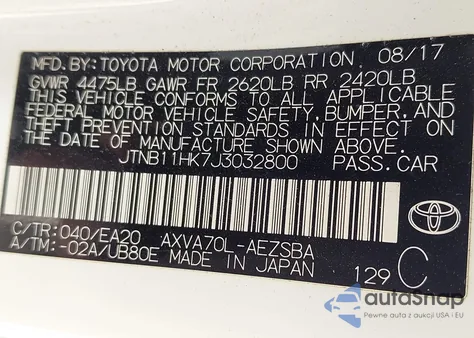 MFD. BY: TOYOTA MOTOR CORPORATION 08/17
GVWR 4475LB GAWR FR 2620LB RR 2420LB
THIS VEHICLE CONFORMS TO ALL APPLICABLE
FEDERAL MOTOR VEHICLE SAFETY, BUMPER, AND
THEFT PREVENTION STANDARDS IN EFFECT ON
THE DATE OF MANUFACTURE SHOWN ABOVE.
JTNB11HK7J3032800 PASS.CAR
C/TR: 040/EA20 AXVA70L-AEZSBA
A/TM: -02A/UB80E MADE IN JAPAN
129 C
autosnap
Pewne auta z USA i EU